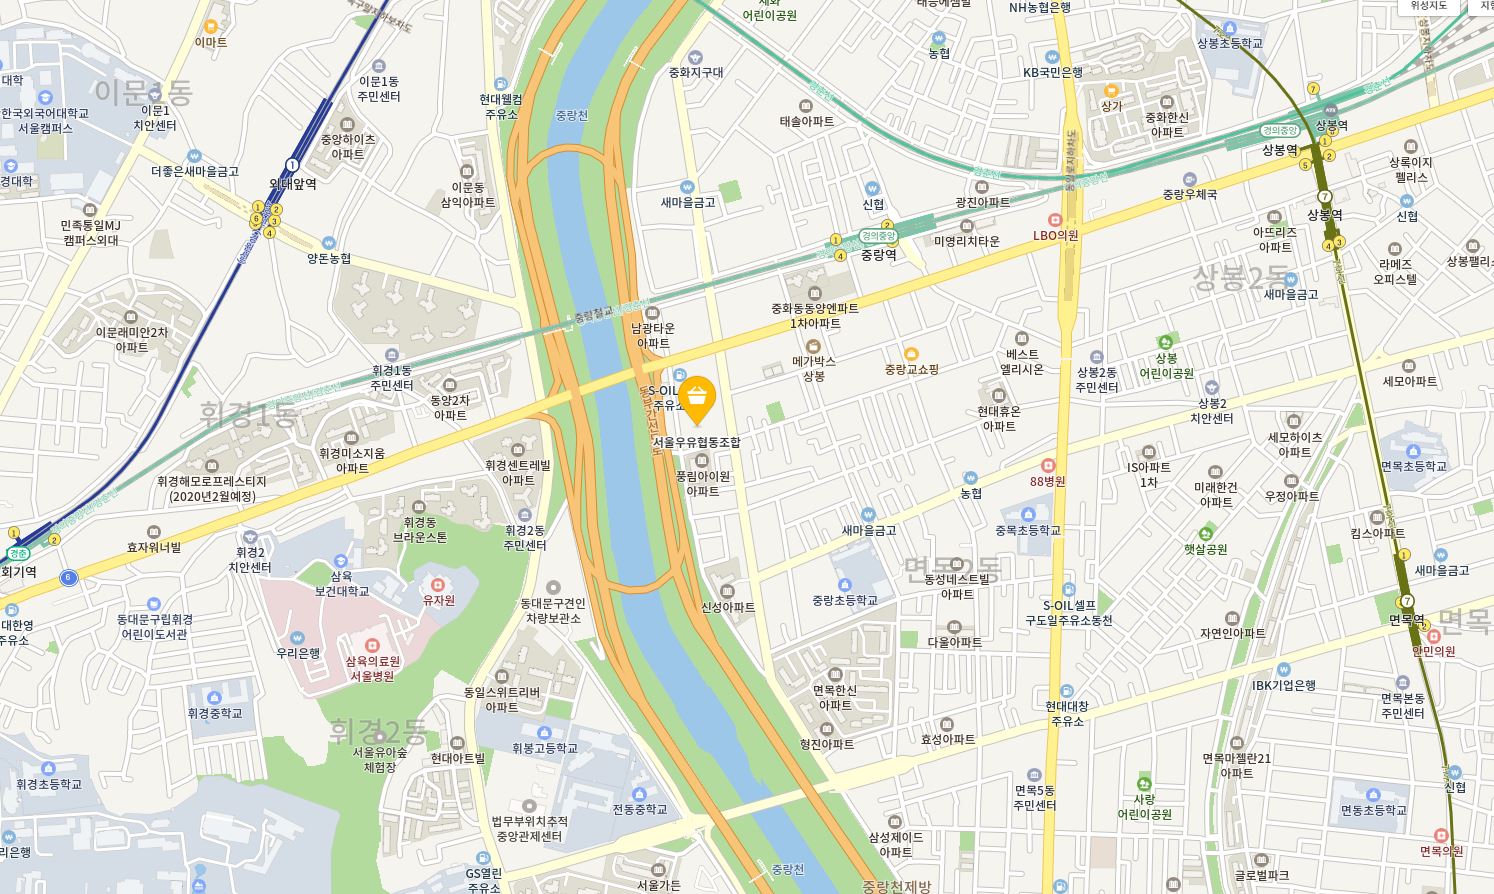 위성지도
어린이공원
NH농협은행
이마트
상봉초등학교
농협
중화지구대
KB국민은행
이문1동
주민센터
대학
이문1동
현대웰컴
주유소
중랑천
태솔아파트
상가
중화한신
아파트
상봉역
경춘선
한국외국어대학교
서울캠퍼스
이문1
치안센터
중앙하이츠
아파트
경의중앙
상봉역
더좋은새마을금고
외대앞역
경대학
이문동
삼익아파트
새마을금고
신협
경춘선
광진아파트
중랑우체국
상록이지
펠리스
동일로지하차도
민족통일MJ
캠퍼스외대
양돈농협
경의중앙
중랑역
미영리치타운
LBO의원
상봉역
아뜨리즈
아파트
신협
라메즈
오피스텔
상봉2동
새마을금고
중랑철교
중화동동양엔파트
1차아파트
남광타운
아파트
이문래미안2차
아파트
휘경1동
주민센터
메가박스
상봉
중랑교쇼핑
베스트
엘리시온
상봉2동
주민센터
상봉
어린이공원
세모아파트
휘경1동
동양2차
아파트
S-OIL
주유소
서울우유협동조합
현대휴온
아파트
상봉2
치안센터
세모하이츠
아파트
휘경미소지움
아파트
휘경센트레빌
아파트
풍림아이원
아파트
휘경해모로프레스티지
(2020년2월예정)
IS아파트
1차
면목초등학교
88병원
농협
미래한건
아파트
우정아파트
휘경동
브라운스톤
휘경2동
주민센터
새마을금고
중목초등학교
햇살공원
킴스아파트
효자워너빌
휘경2
치안센터
경춘
회기역
6
삼육
보건대학교
유자원
면목2동
동성네스트빌
아파트
새마을금고
대한영
주유소
동대문구립휘경
어린이도서관
동대문구견인
차량보관소
신성아파트
중랑초등학교
S-OIL셀프
구도일주유소동천
면목역
우리은행
삼육의료원
서울병원
다울아파트
자연인아파트
안민의원
휘경중학교
동일스위트리버
아파트
면목한신
아파트
현대대창
주유소
IBK기업은행
면목본동
주민센터
휘경2동
서울유아숲
체험장
현대아트빌
휘봉고등학교
형진아파트
효성아파트
면목마젤란21
아파트
휘경초등학교
전동중학교
면목5동
주민센터
사랑
어린이공원
면동초등학교
신협
법무부위치추적
중앙관제센터
삼성제이드
아파트
면목의원
GS열린
주유소
서울가든
중랑천
중랑천제방
글로벌파크